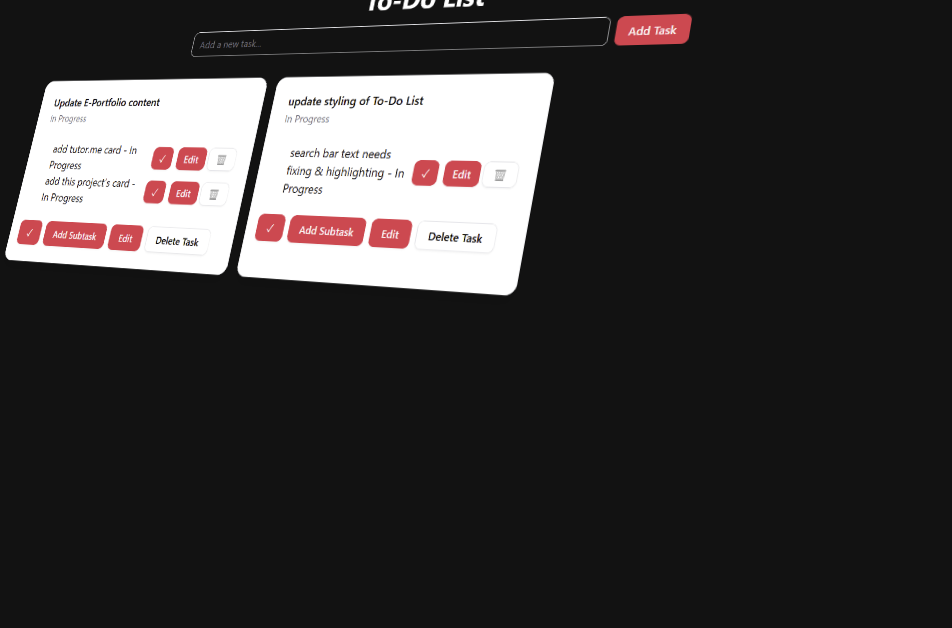 To-Do List
Add a new task...
Add Task
Update E-Portfolio content
In Progress
add tutor.me card - In
Progress
✓ Edit
add this project's card -
In Progress
✓ Edit
✓ Add Subtask Edit Delete Task
update styling of To-Do List
In Progress
search bar text needs
fixing & highlighting - In
Progress
✓ Edit
✓ Add Subtask Edit Delete Task